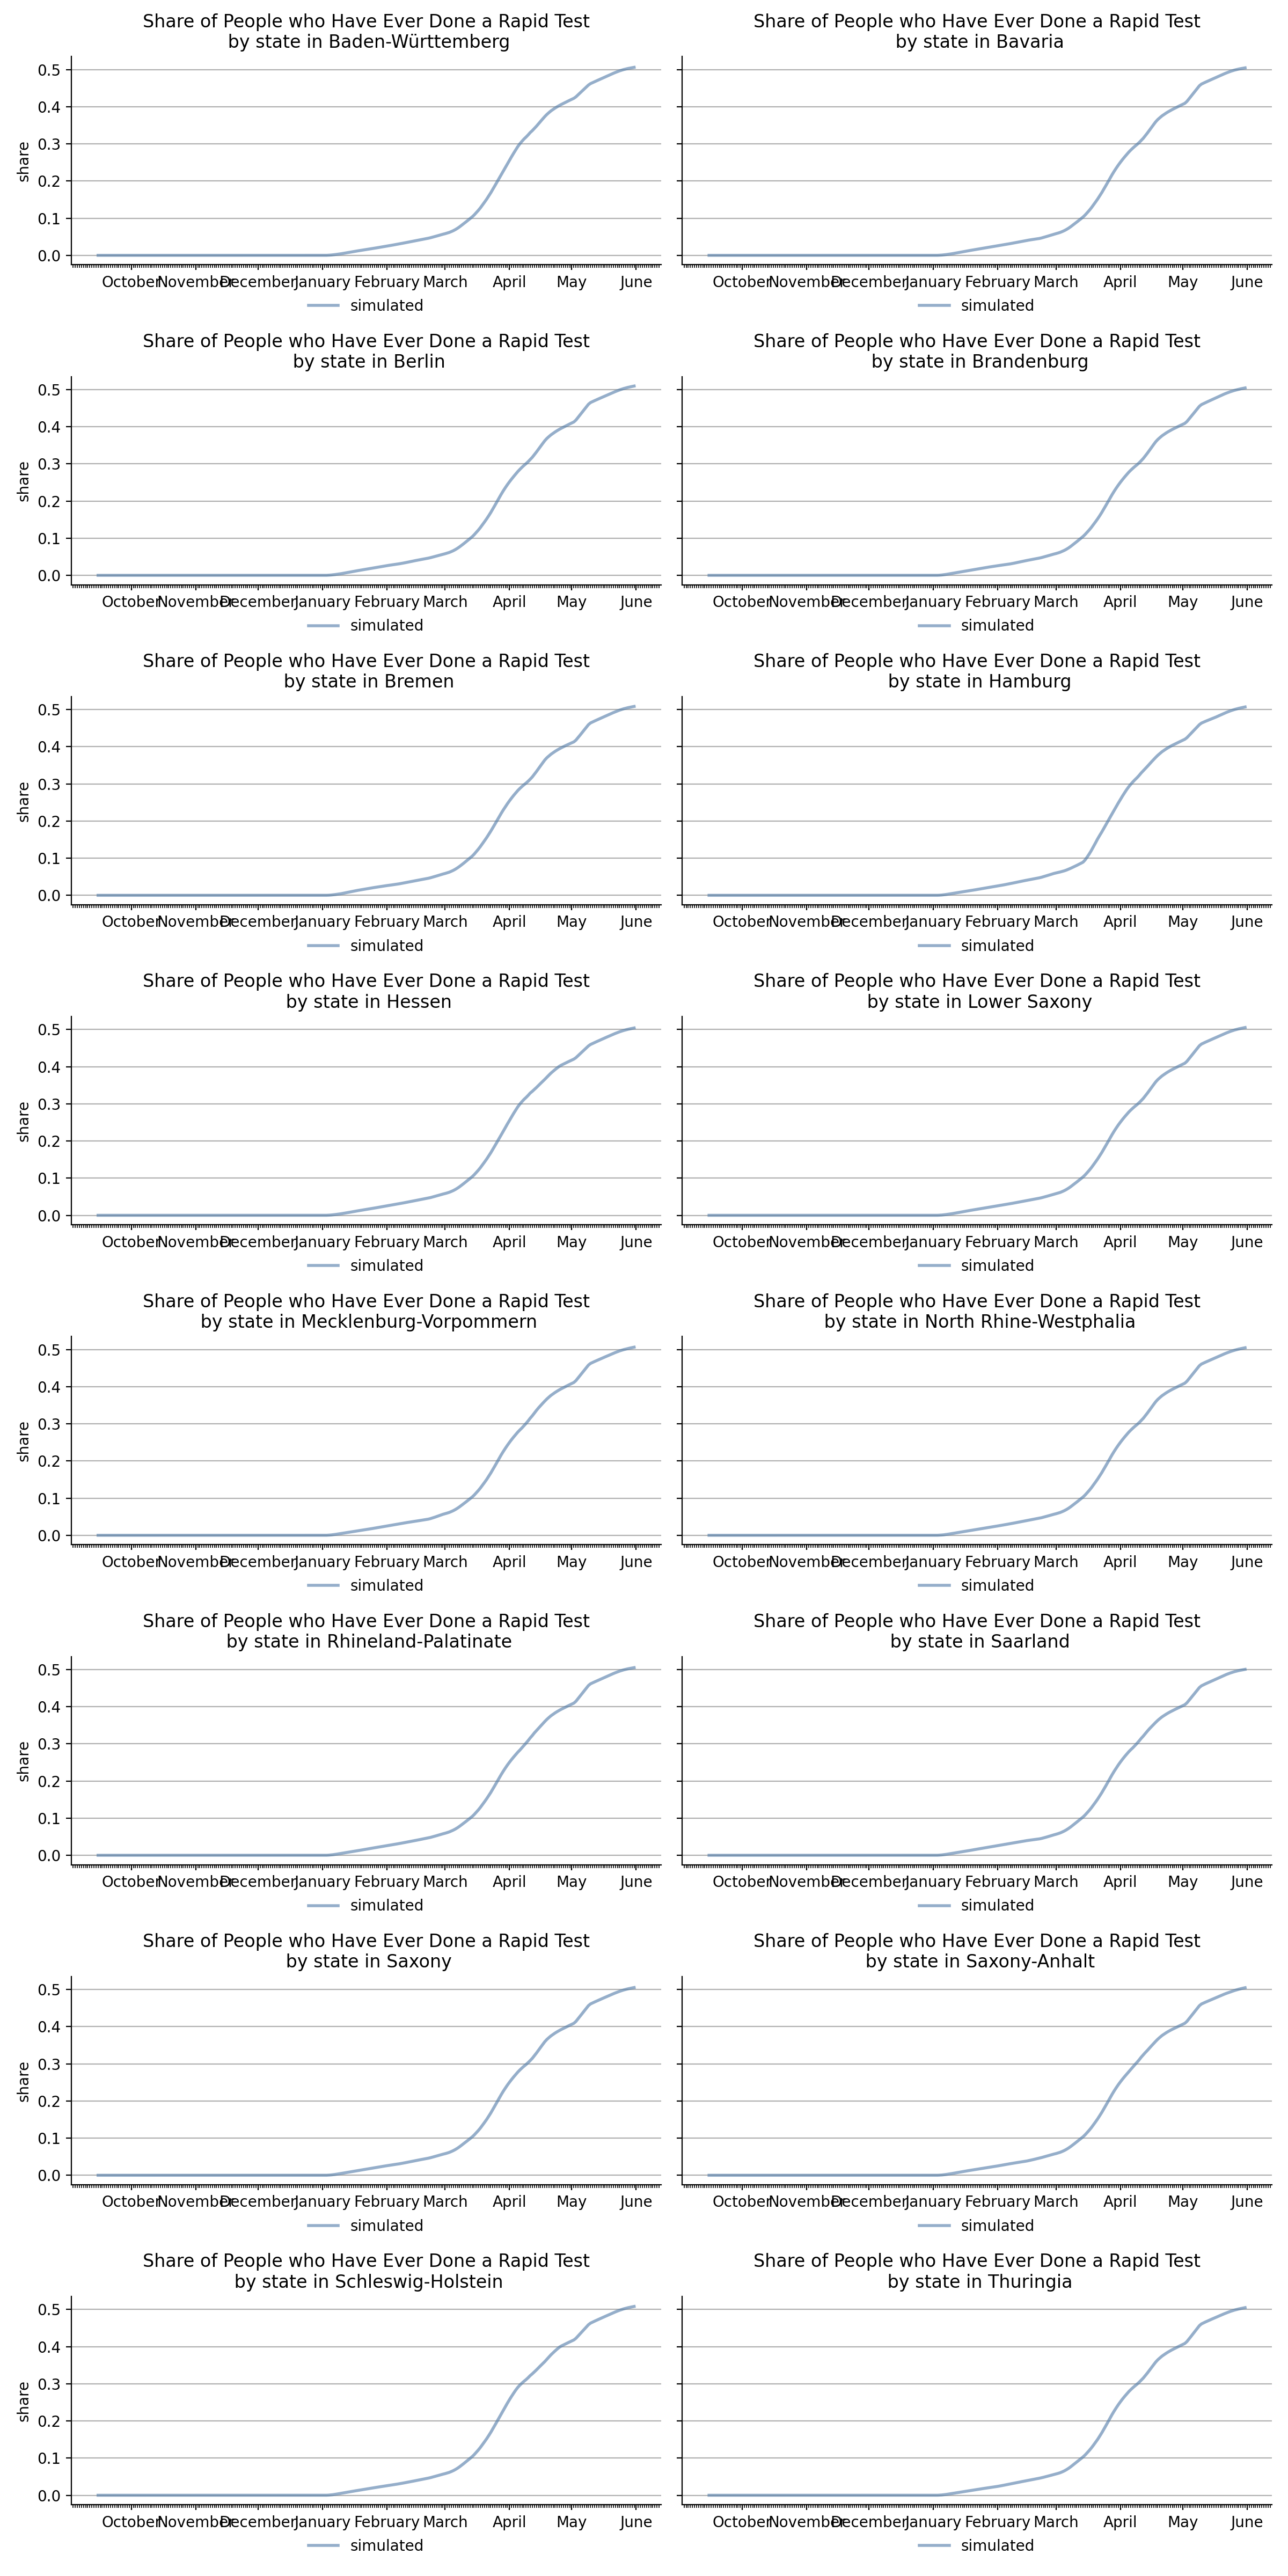 Share of People who Have Ever Done a Rapid Test
by state in Baden-Württemberg
share
0.5
0.4
0.3
0.2
0.1
0.0
October November December January February March April May June
simulated
Share of People who Have Ever Done a Rapid Test
by state in Bavaria
October November December January February March April May June
simulated
Share of People who Have Ever Done a Rapid Test
by state in Berlin
share
0.5
0.4
0.3
0.2
0.1
0.0
October November December January February March April May June
simulated
Share of People who Have Ever Done a Rapid Test
by state in Brandenburg
October November December January February March April May June
simulated
Share of People who Have Ever Done a Rapid Test
by state in Bremen
share
0.5
0.4
0.3
0.2
0.1
0.0
October November December January February March April May June
simulated
Share of People who Have Ever Done a Rapid Test
by state in Hamburg
October November December January February March April May June
simulated
Share of People who Have Ever Done a Rapid Test
by state in Hessen
share
0.5
0.4
0.3
0.2
0.1
0.0
October November December January February March April May June
simulated
Share of People who Have Ever Done a Rapid Test
by state in Lower Saxony
October November December January February March April May June
simulated
Share of People who Have Ever Done a Rapid Test
by state in Mecklenburg-Vorpommern
share
0.5
0.4
0.3
0.2
0.1
0.0
October November December January February March April May June
simulated
Share of People who Have Ever Done a Rapid Test
by state in North Rhine-Westphalia
October November December January February March April May June
simulated
Share of People who Have Ever Done a Rapid Test
by state in Rhineland-Palatinate
share
0.5
0.4
0.3
0.2
0.1
0.0
October November December January February March April May June
simulated
Share of People who Have Ever Done a Rapid Test
by state in Saarland
October November December January February March April May June
simulated
Share of People who Have Ever Done a Rapid Test
by state in Saxony
share
0.5
0.4
0.3
0.2
0.1
0.0
October November December January February March April May June
simulated
Share of People who Have Ever Done a Rapid Test
by state in Saxony-Anhalt
October November December January February March April May June
simulated
Share of People who Have Ever Done a Rapid Test
by state in Schleswig-Holstein
share
0.5
0.4
0.3
0.2
0.1
0.0
October November December January February March April May June
simulated
Share of People who Have Ever Done a Rapid Test
by state in Thuringia
October November December January February March April May June
simulated